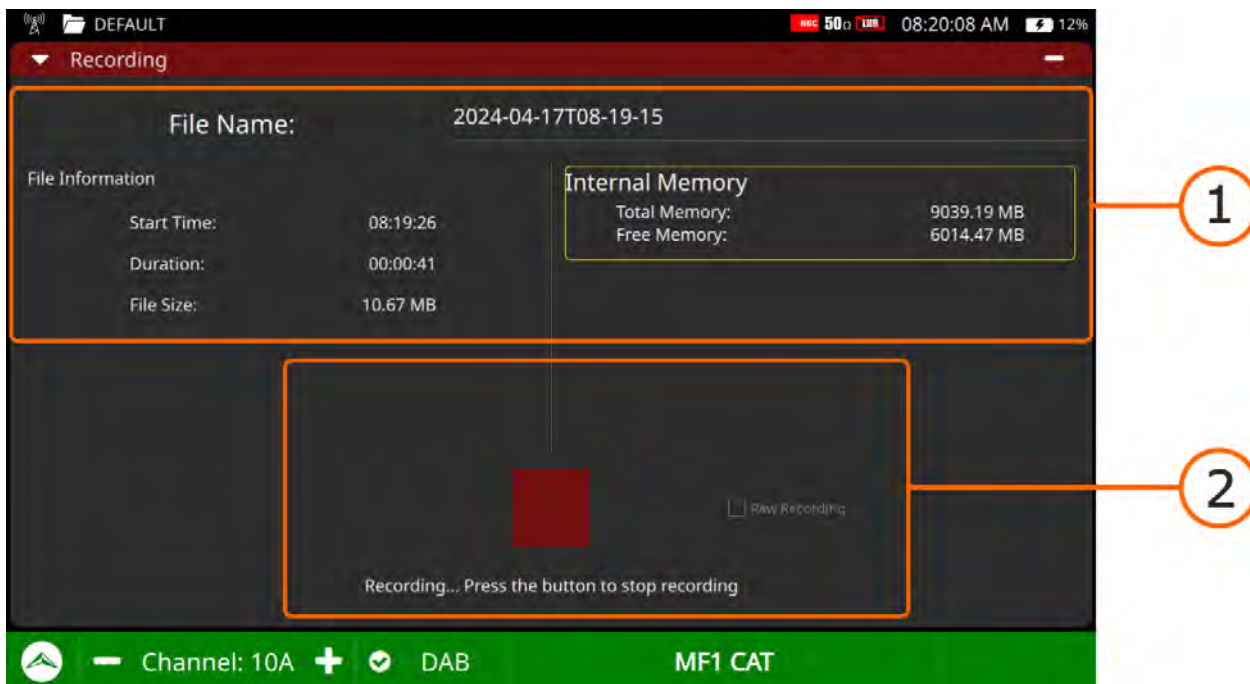 DEFAULT
REC 50Ω 08:20:08 AM 12%
Recording
File Name: 2024-04-17T08-19-15
File Information
Internal Memory
Total Memory: 9039.19 MB
Free Memory: 6014.47 MB
Start Time: 08:19:26
Duration: 00:00:41
File Size: 10.67 MB
1
Raw Recording
Recording... Press the button to stop recording
2
Channel: 10A DAB MF1 CAT